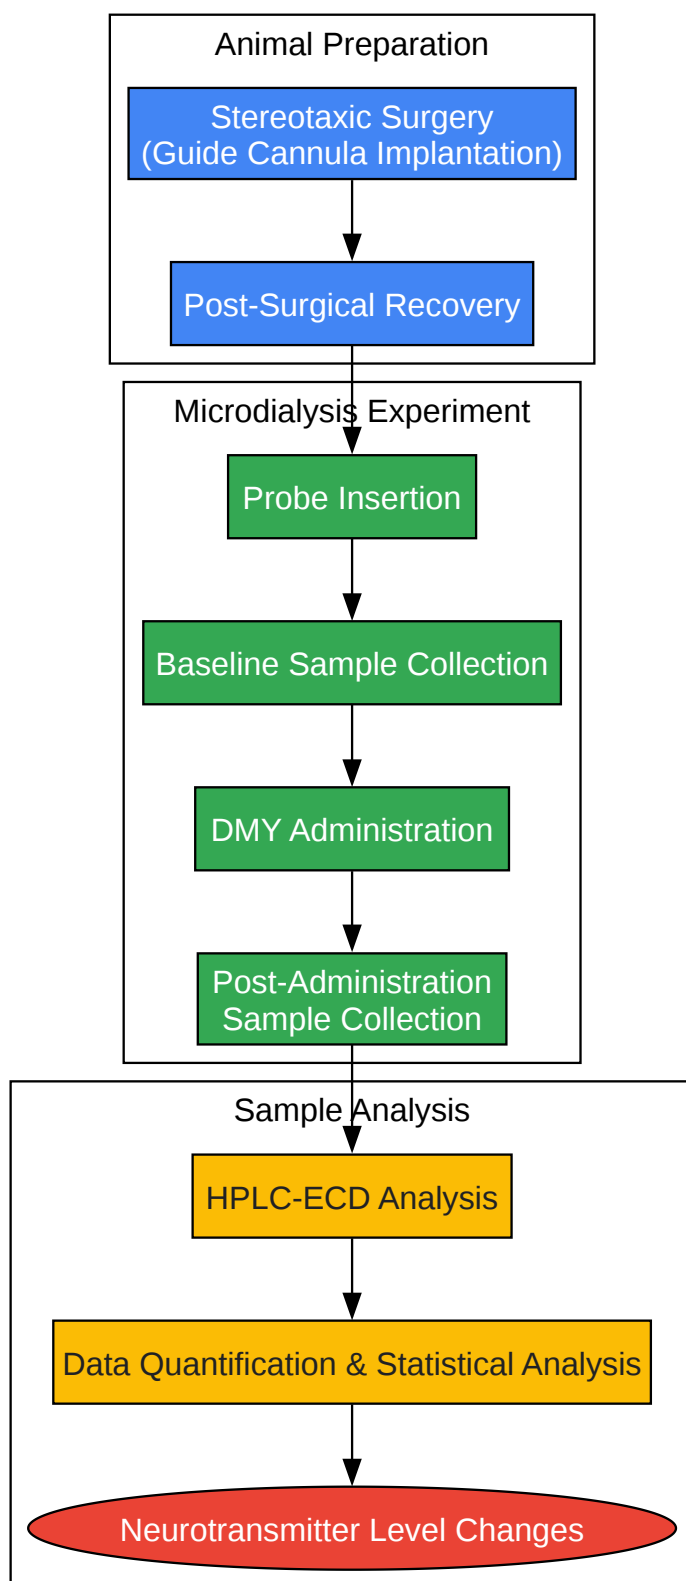 Animal Preparation
Stereotaxic Surgery
(Guide Cannula Implantation)
Post-Surgical Recovery
Microdialysis Experiment
Probe Insertion
Baseline Sample Collection
DMY Administration
Post-Administration
Sample Collection
Sample Analysis
HPLC-ECD Analysis
Data Quantification & Statistical Analysis
Neurotransmitter Level Changes